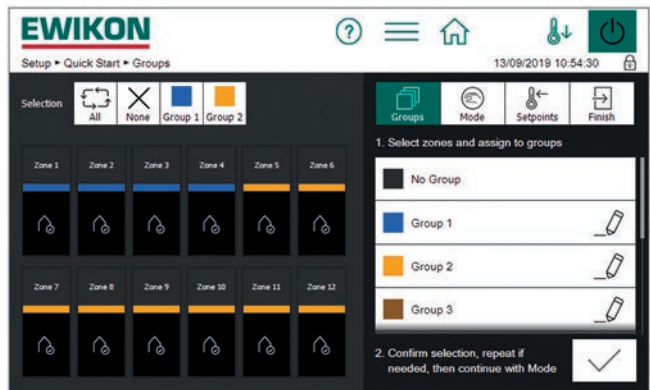 EWIKON
?
Setup ▸ Quick Start ▸ Groups
13/09/2019 10:54:30
Selection
All
None
Group 1
Group 2
Groups
Mode
Setpoints
Finish
1. Select zones and assign to groups
Zone 1 Zone 2 Zone 3 Zone 4 Zone 5 Zone 6
No Group
Group 1
Group 2
Zone 7 Zone 8 Zone 9 Zone 10 Zone 11 Zone 12
Group 3
2. Confirm selection, repeat if
needed, then continue with Mode